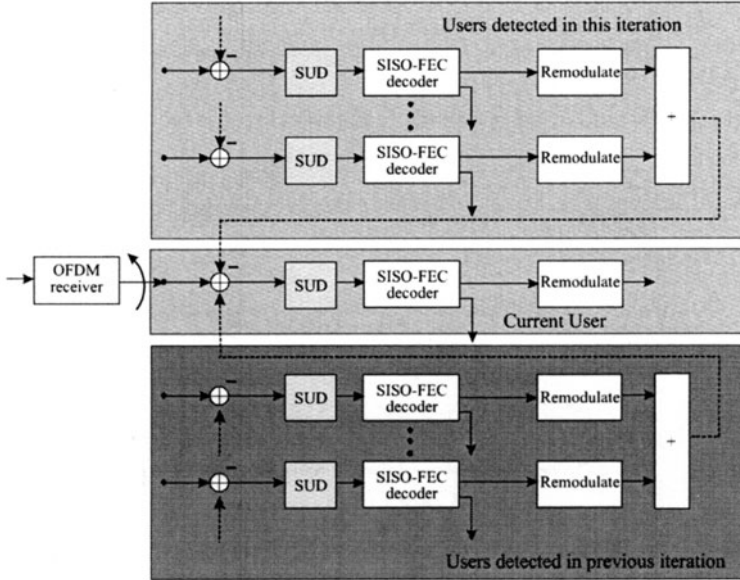 Users detected in this iteration
SUD
SISO-FEC
decoder
Remodulate
+
SUD
SISO-FEC
decoder
Remodulate
OFDM
receiver
SUD
SISO-FEC
decoder
Remodulate
Current User
SUD
SISO-FEC
decoder
Remodulate
+
SUD
SISO-FEC
decoder
Remodulate
Users detected in previous iteration